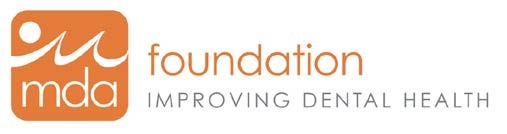 mda
foundation
IMPROVING DENTAL HEALTH